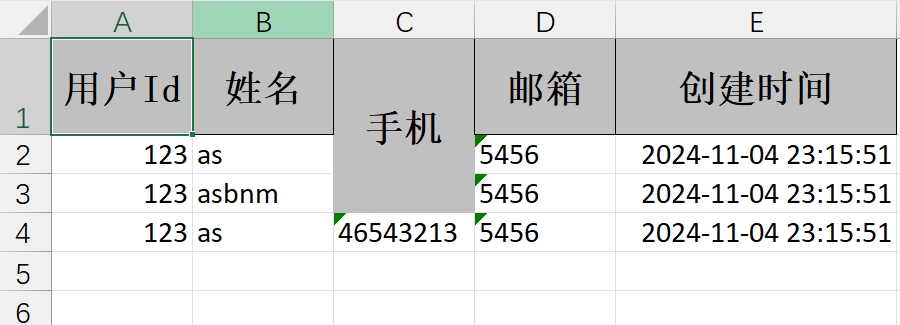 A B C D E
1 用户Id 姓名 手机 邮箱 创建时间
2 123 as 5456 2024-11-04 23:15:51
3 123 asbnm 5456 2024-11-04 23:15:51
4 123 as 46543213 5456 2024-11-04 23:15:51
5
6